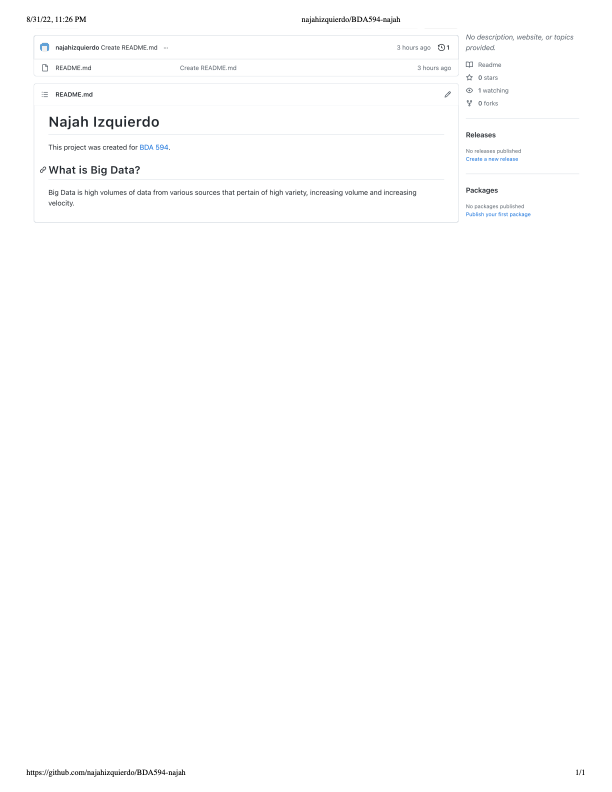 8/31/22, 11:26 PM
najahizquierdo/BDA594-najah
najahizquierdo Create README.md ...
3 hours ago 1
README.md Create README.md 3 hours ago
README.md
Najah Izquierdo
This project was created for BDA 594.
What is Big Data?
Big Data is high volumes of data from various sources that pertain of high variety, increasing volume and increasing
velocity.
No description, website, or topics
provided.
Readme
0 stars
1 watching
0 forks
Releases
No releases published
Create a new release
Packages
No packages published
Publish your first package
https://github.com/najahizquierdo/BDA594-najah
1/1